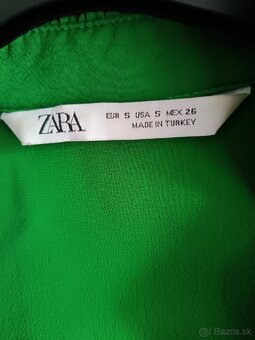 ZARA
EUR S USA S MEX 26
MADE IN TURKEY
Bazos.sk